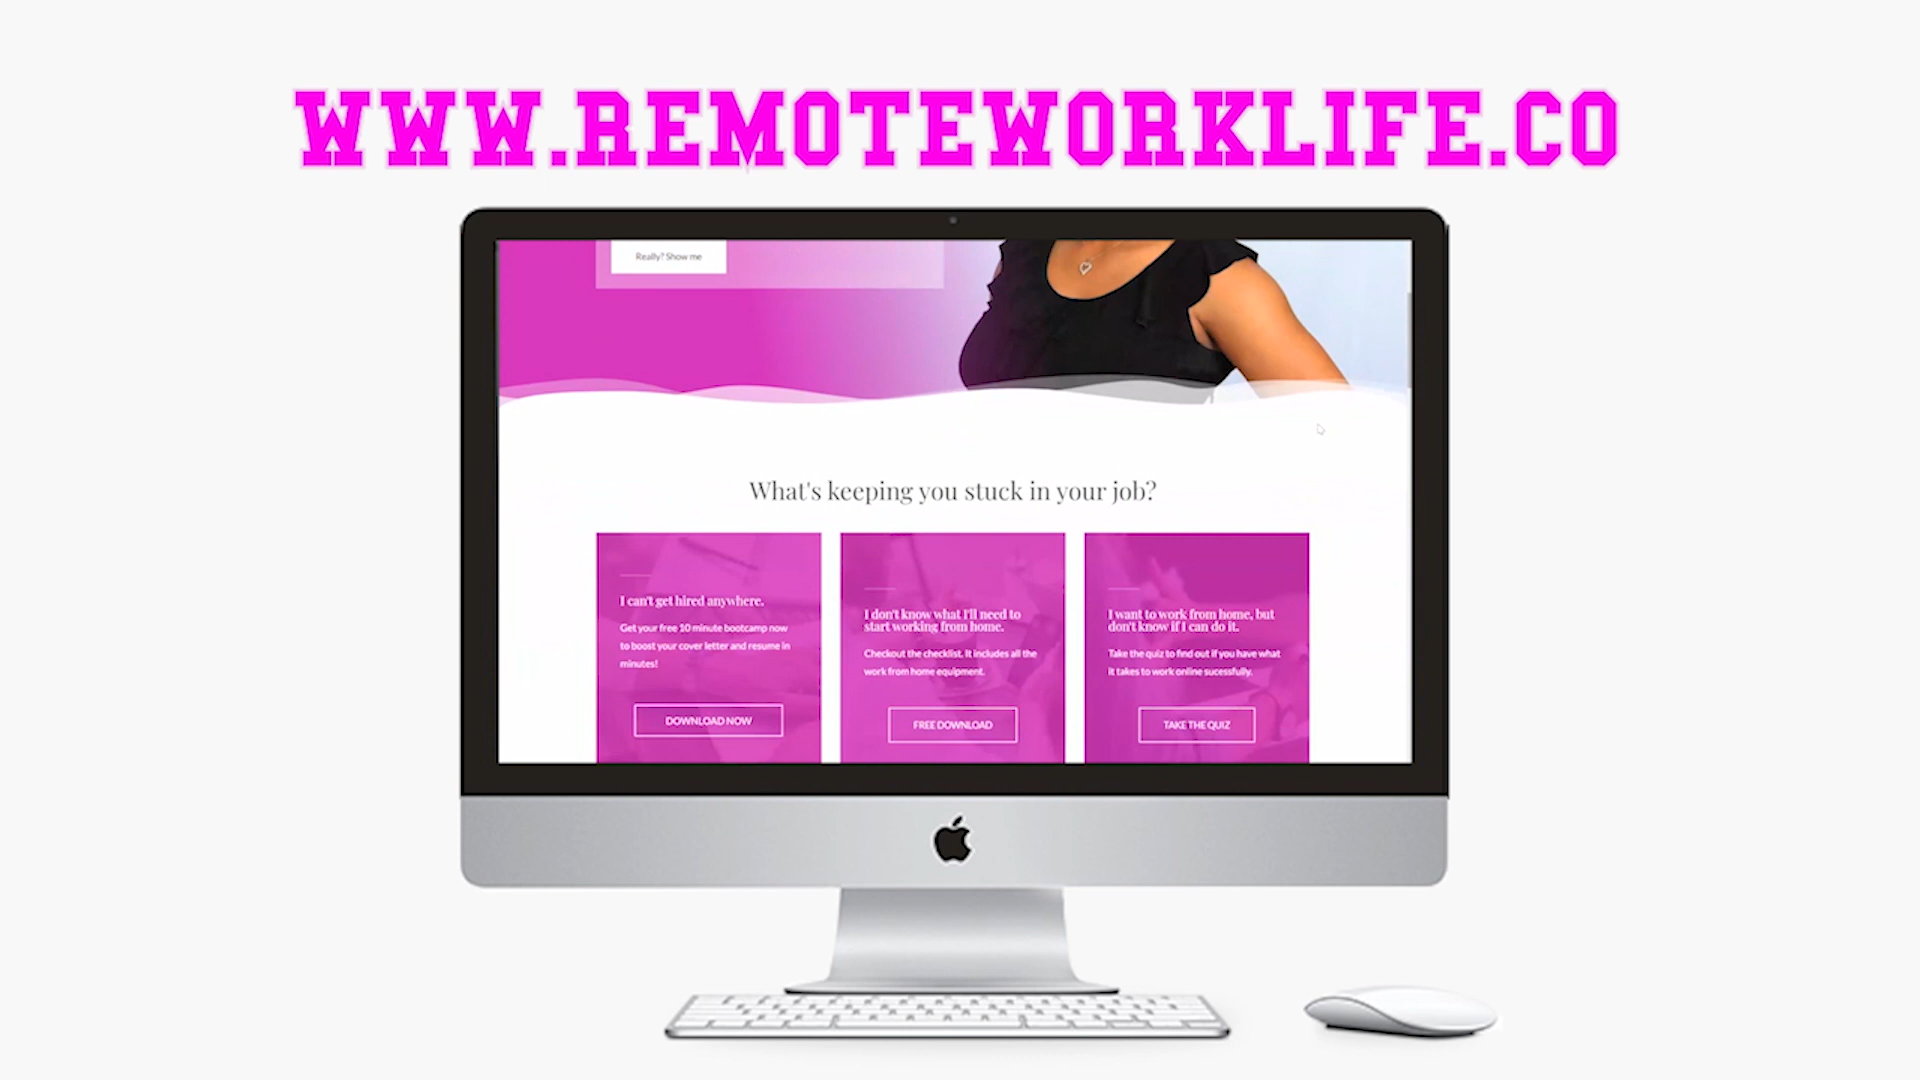 WWW.REMOTEWORKLIFE.CO
Really? Show me
What's keeping you stuck in your job?
I can't get hired anywhere.
Get your free 10 minute bootcamp now
to boost your cover letter and resume in
minutes!
DOWNLOAD NOW
I don't know what I'll need to
start working from home.
Checkout the checklist. It includes all the
work from home equipment.
FREE DOWNLOAD
I want to work from home, but
don't know if I can do it.
Take the quiz to find out if you have what
it takes to work online sucessfully.
TAKE THE QUIZ